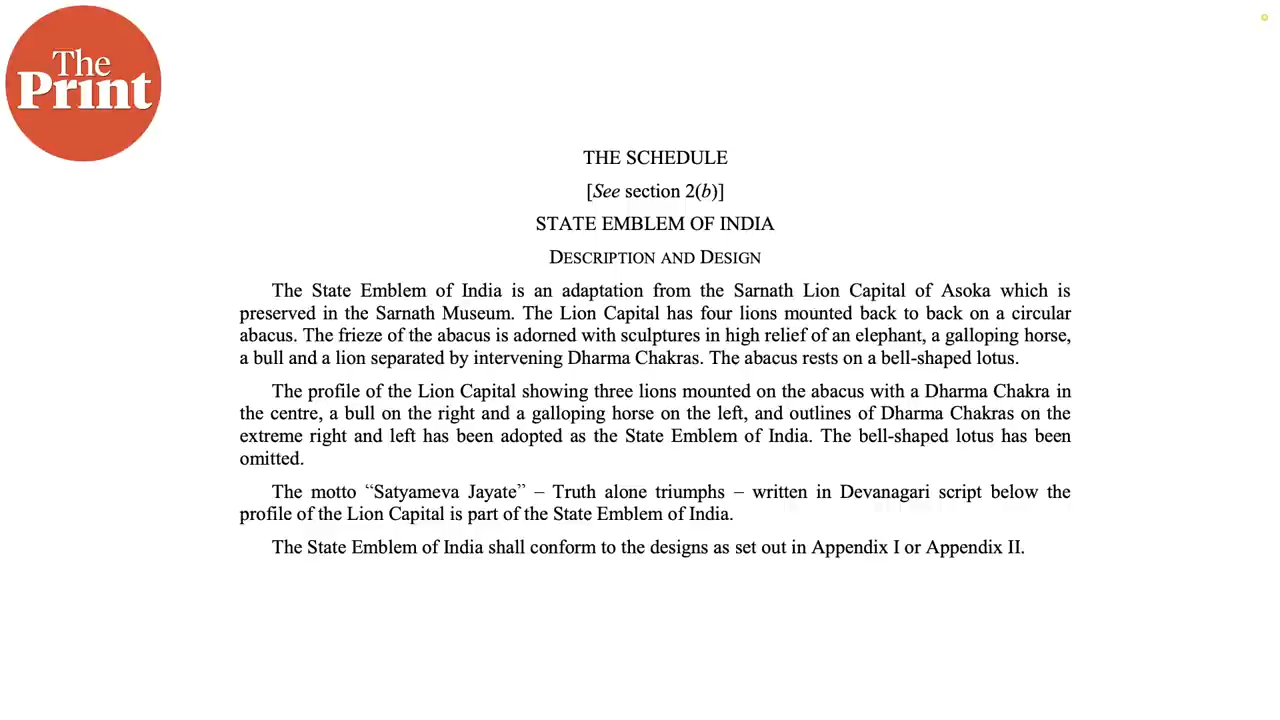 The
Print
THE SCHEDULE
[See section 2(b)]
STATE EMBLEM OF INDIA
DESCRIPTION AND DESIGN
The State Emblem of India is an adaptation from the Sarnath Lion Capital of Asoka which is
preserved in the Sarnath Museum. The Lion Capital has four lions mounted back to back on a circular
abacus. The frieze of the abacus is adorned with sculptures in high relief of an elephant, a galloping horse,
a bull and a lion separated by intervening Dharma Chakras. The abacus rests on a bell-shaped lotus.
The profile of the Lion Capital showing three lions mounted on the abacus with a Dharma Chakra in
the centre, a bull on the right and a galloping horse on the left, and outlines of Dharma Chakras on the
extreme right and left has been adopted as the State Emblem of India. The bell-shaped lotus has been
omitted.
The motto “Satyameva Jayate” – Truth alone triumphs – written in Devanagari script below the
profile of the Lion Capital is part of the State Emblem of India.
The State Emblem of India shall conform to the designs as set out in Appendix I or Appendix II.